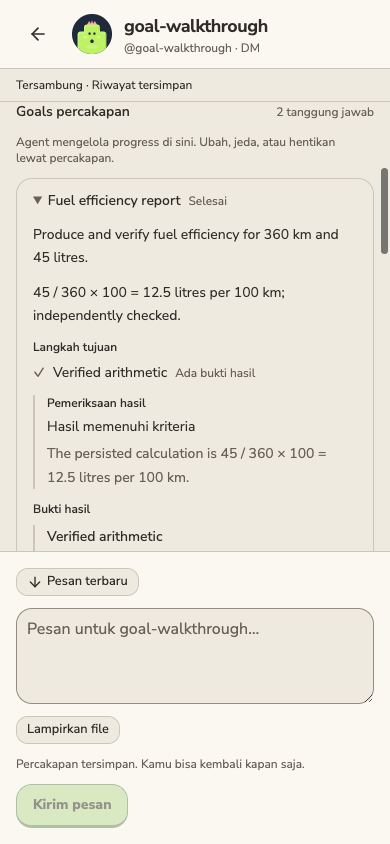 goal-walkthrough
@goal-walkthrough · DM
Tersambung · Riwayat tersimpan
Goals percakapan
2 tanggung jawab
Agent mengelola progress di sini. Ubah, jeda, atau hentikan
lewat percakapan.
▼ Fuel efficiency report Selesai
Produce and verify fuel efficiency for 360 km and
45 litres.
45 / 360 × 100 = 12.5 litres per 100 km;
independently checked.
Langkah tujuan
✓ Verified arithmetic Ada bukti hasil
Pemeriksaan hasil
Hasil memenuhi kriteria
The persisted calculation is 45 / 360 × 100 =
12.5 litres per 100 km.
Bukti hasil
Verified arithmetic
↓ Pesan terbaru
Pesan untuk goal-walkthrough...
Lampirkan file
Percakapan tersimpan. Kamu bisa kembali kapan saja.
Kirim pesan